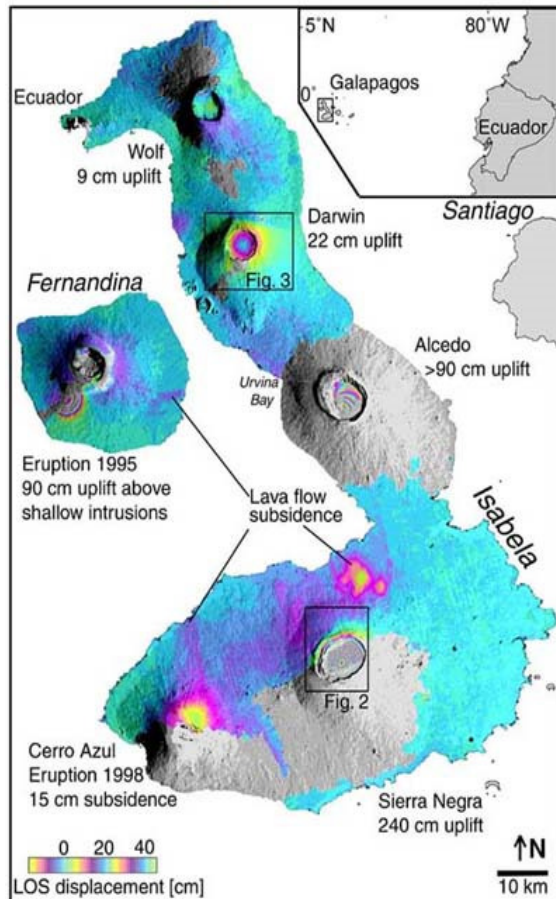 5°N
80°W
0°
Galapagos
Ecuador
Ecuador
Wolf
9 cm uplift
Santiago
Darwin
22 cm uplift
Fig. 3
Fernandina
Alcedo
>90 cm uplift
Urvina
Bay
Eruption 1995
90 cm uplift above
shallow intrusions
Lava flow
subsidence
Isabela
Fig. 2
Cerro Azul
Eruption 1998
15 cm subsidence
Sierra Negra
240 cm uplift
0 20 40
LOS displacement [cm]
↑N
10 km